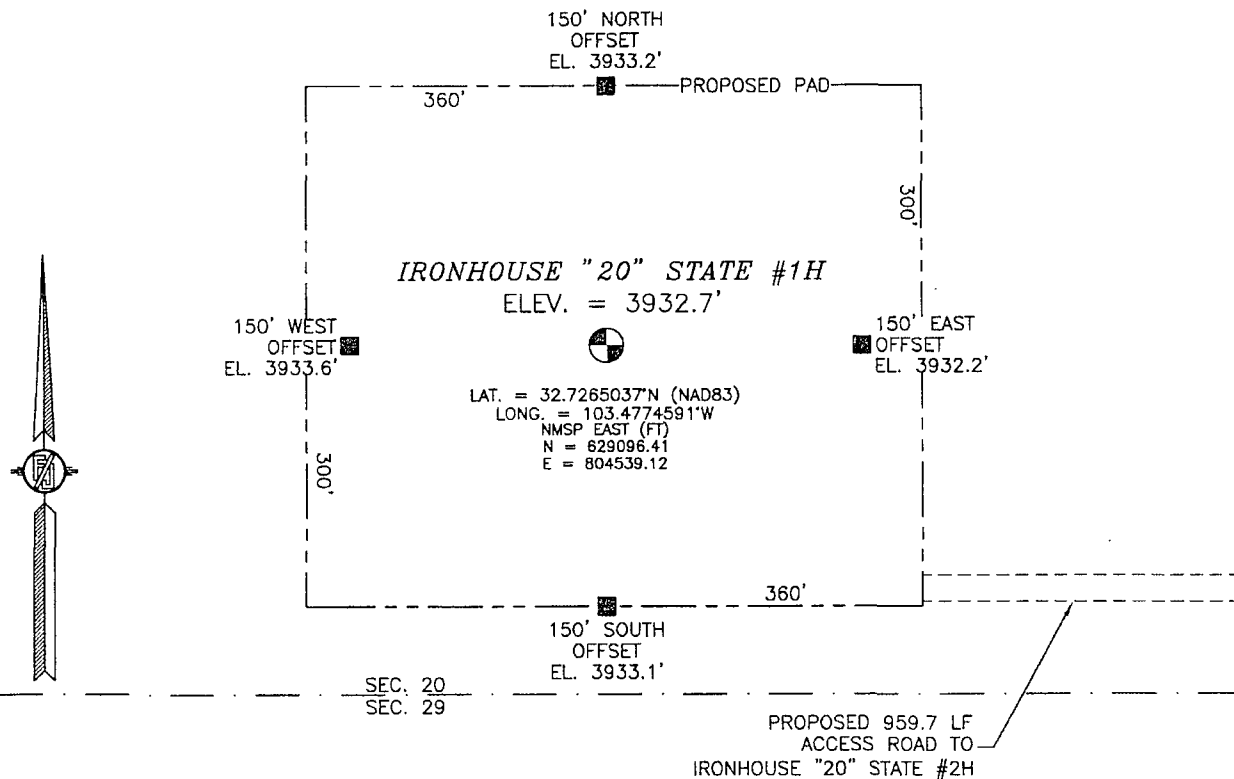 150' NORTH
OFFSET
EL. 3933.2'
360'
PROPOSED PAD
300'
IRONHOUSE "20" STATE #1H
ELEV. = 3932.7'
150' WEST
OFFSET
EL. 3933.6'
150' EAST
OFFSET
EL. 3932.2'
LAT. = 32.7265037°N (NAD83)
LONG. = 103.4774591°W
NMSP EAST (FT)
N = 629096.41
E = 804539.12
300'
360'
150' SOUTH
OFFSET
EL. 3933.1'
SEC. 20
SEC. 29
PROPOSED 959.7 LF
ACCESS ROAD TO
IRONHOUSE "20" STATE #2H